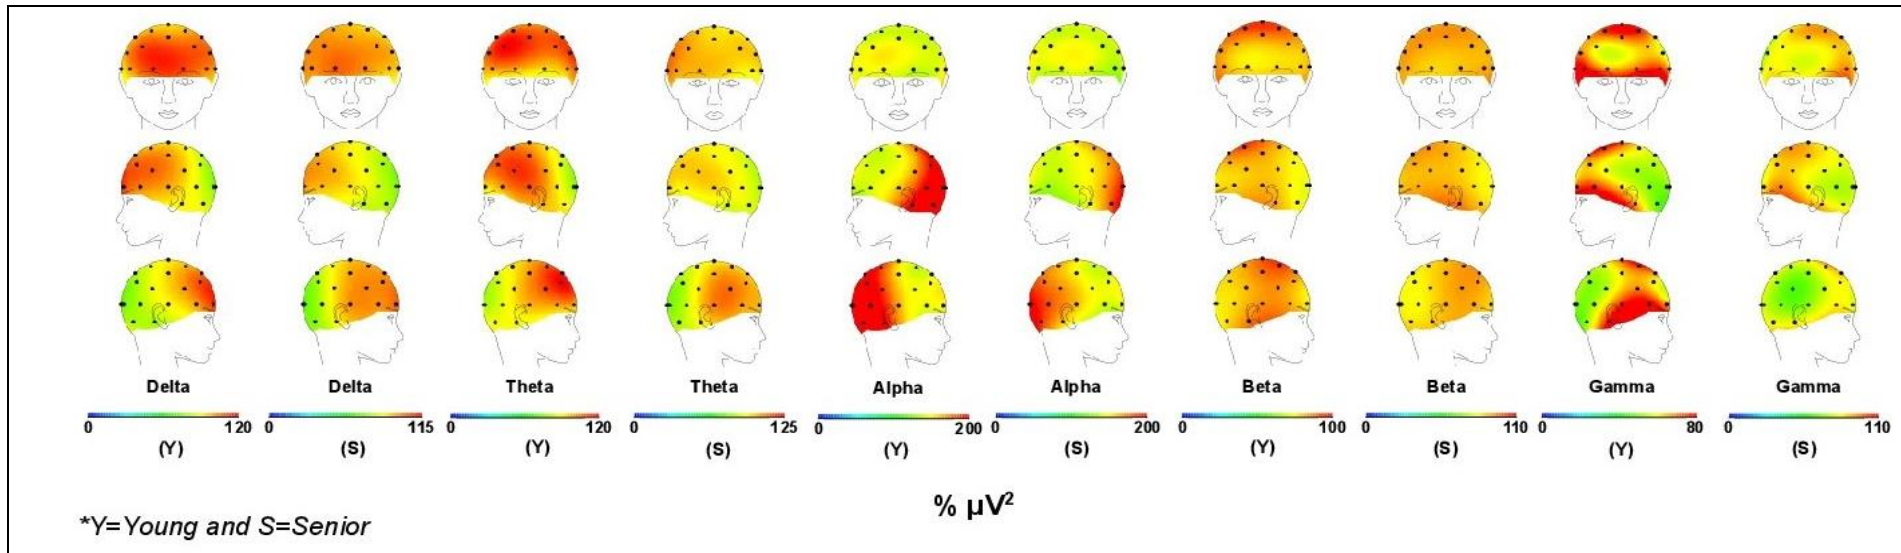 Delta Delta Theta Theta Alpha Alpha Beta Beta Gamma Gamma
0 120 0 115 0 120 0 125 0 200 0 200 0 100 0 110 0 80 0 110
(Y) (S) (Y) (S) (Y) (S) (Y) (S) (Y) (S)
% µV²
*Y=Young and S=Senior